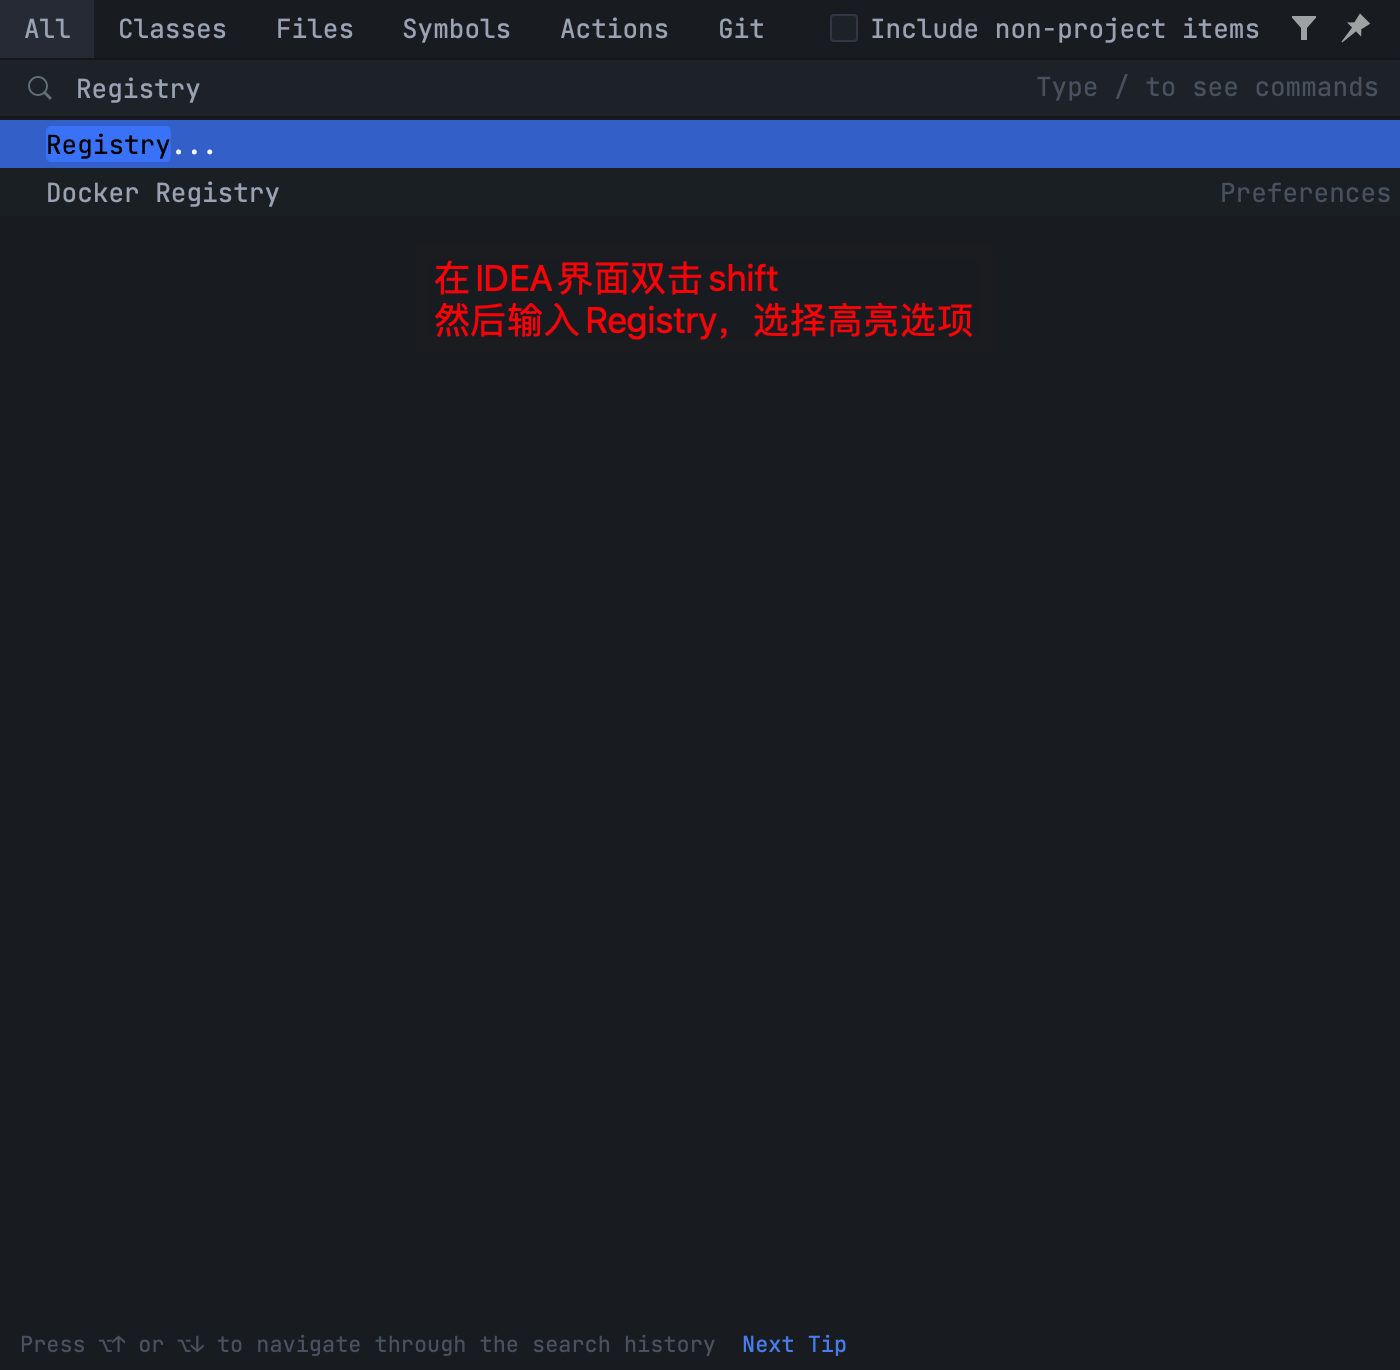 All Classes Files Symbols Actions Git Include non-project items
Registry Type / to see commands
Registry...
Docker Registry Preferences
在IDEA界面双击shift
然后输入Registry，选择高亮选项
Press ⌥↑ or ⌥↓ to navigate through the search history Next Tip